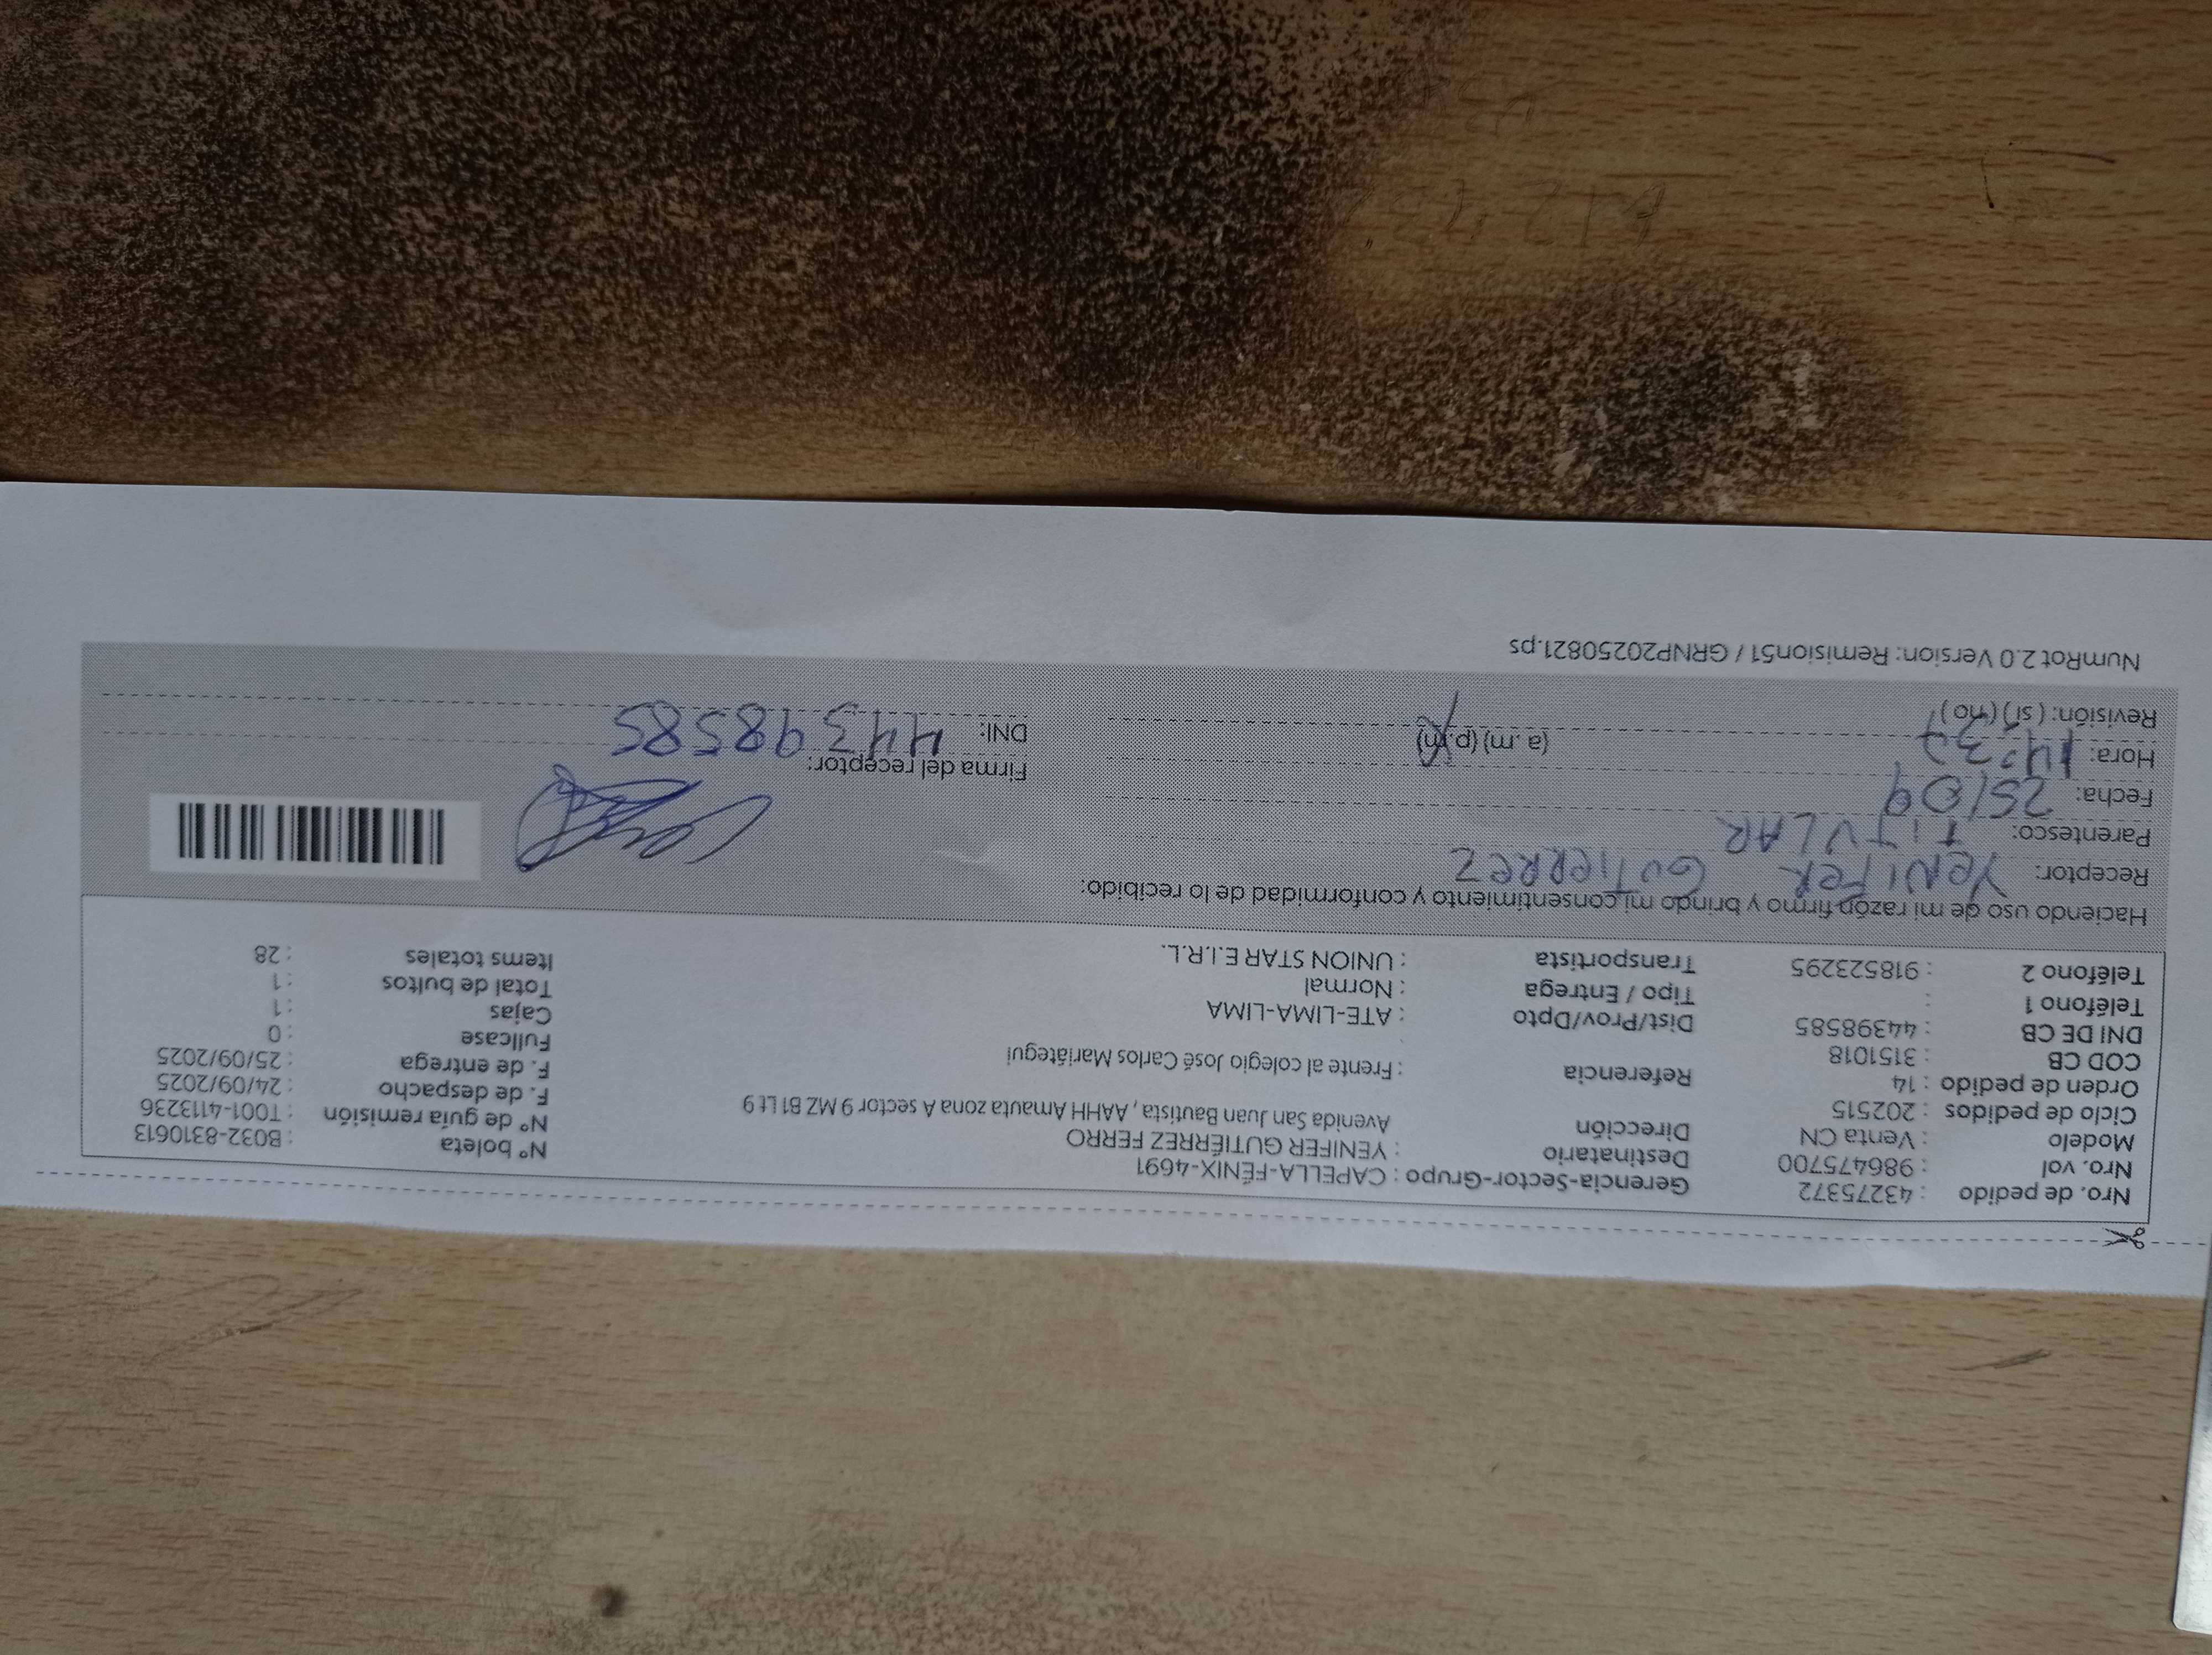 Nro. de pedido : 43275372 Gerencia-Sector-Grupo : CAPELLA-FÉNIX-4691
Nro. vol : 986475700 Destinatario : YENIFER GUTIÉRREZ FERRO Nº boleta : B032-8310613
Modelo : Venta CN Dirección Avenida San Juan Bautista , AAHH Amauta zona A sector 9 MZ B1 Lt 9 Nº de guía remisión : T001-4113236
Ciclo de pedidos : 202515 F. de despacho : 24/09/2025
Orden de pedido : 14 Referencia : Frente al colegio José Carlos Mariátegui F. de entrega : 25/09/2025
COD CB : 3151018 Fullcase : 0
DNI DE CB : 44398585 Dist/Prov/Dpto : ATE-LIMA-LIMA Cajas : 1
Teléfono 1 : Tipo / Entrega : Normal Total de bultos : 1
Teléfono 2 : 918523295 Transportista : UNION STAR E.I.R.L. Items totales : 28
Haciendo uso de mi razón firmo y brindo mi consentimiento y conformidad de lo recibido:
Receptor: YENIFER GUTIERREZ
Parentesco: TITULAR
Fecha: 25/09 Firma del receptor:
Hora: (a. m) (p.m) DNI: 44398585
Revisión: ( sí) ( no)
NumRot 2.0 Version: Remision51 / GRNP20250821.ps